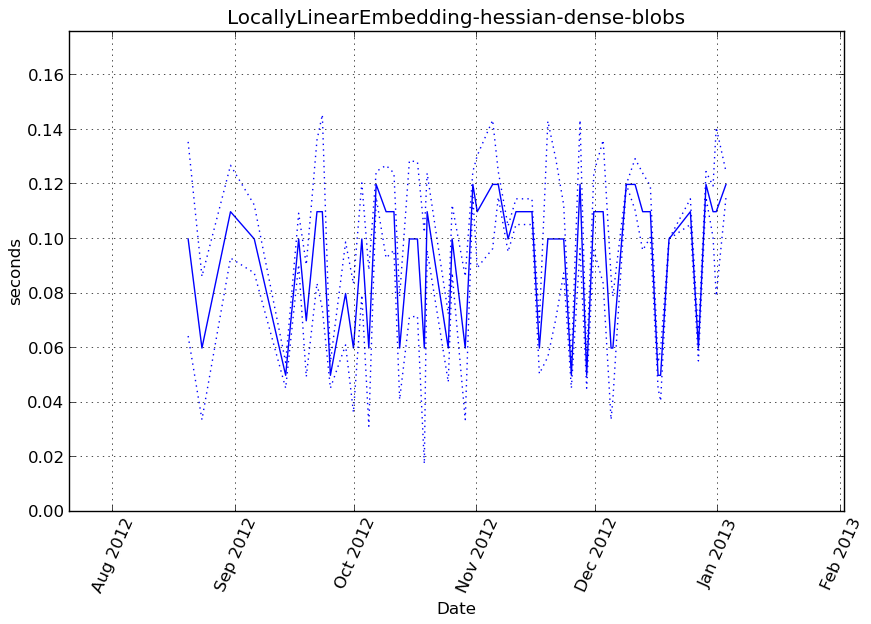 LocallyLinearEmbedding-hessian-dense-blobs
0.16
0.14
0.12
0.10
0.08
0.06
0.04
0.02
0.00
seconds
Aug 2012
Sep 2012
Oct 2012
Nov 2012
Dec 2012
Jan 2013
Feb 2013
Date